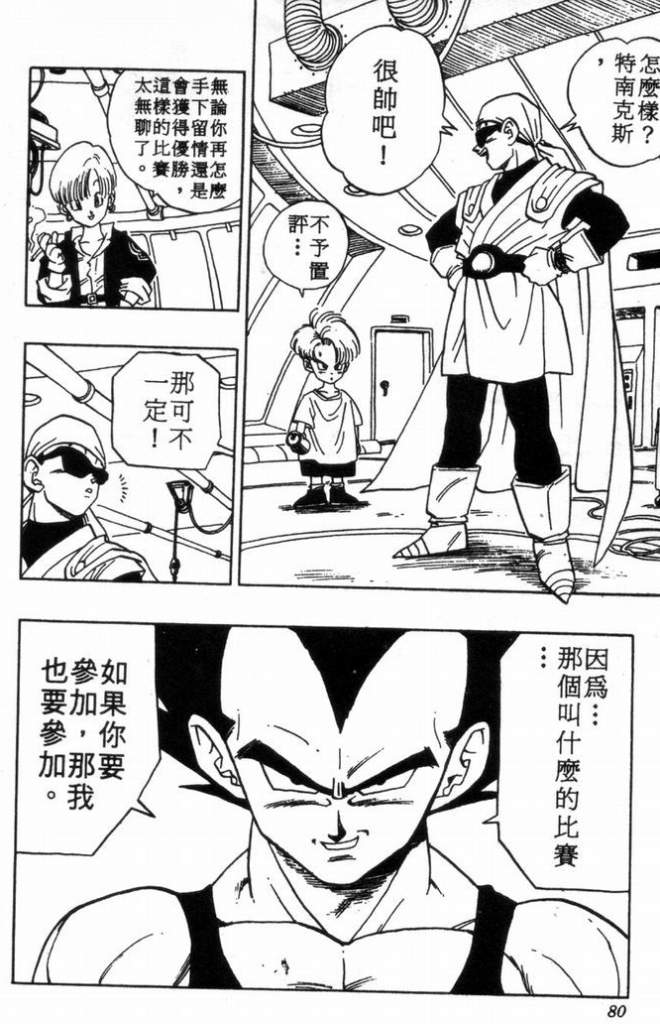 怎麼樣？
特南克斯
，
很帥吧！
不予置
評…
無論你再怎麼
手下留情還是
會獲得優勝，
這樣的比賽
太無聊了。
那可不
一定！
因爲…
那個叫什麼的比賽
…
如果你要
參加，那我
也要參加。
80